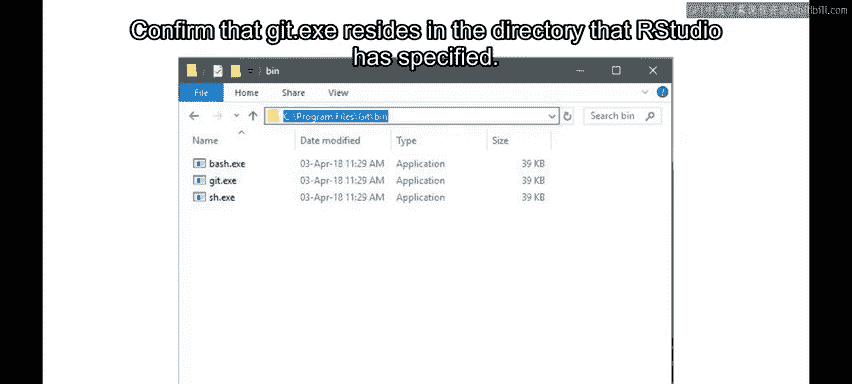 Confirm that git.exe resides in the directory that RStudio
has specified.
bin
File Home Share View
C:\Program Files\Git\bin
Search bin
Name Date modified Type Size
bash.exe 03-Apr-18 11:29 AM Application 39 KB
git.exe 03-Apr-18 11:29 AM Application 39 KB
sh.exe 03-Apr-18 11:29 AM Application 39 KB